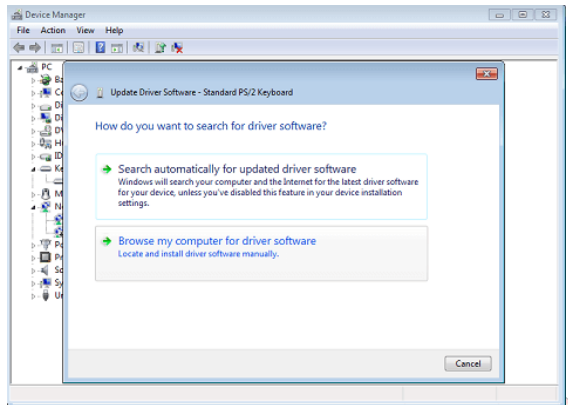 Device Manager
File Action View Help
PC
Update Driver Software - Standard PS/2 Keyboard
How do you want to search for driver software?
Search automatically for updated driver software
Windows will search your computer and the Internet for the latest driver software
for your device, unless you've disabled this feature in your device installation
settings.
Browse my computer for driver software
Locate and install driver software manually.
Cancel